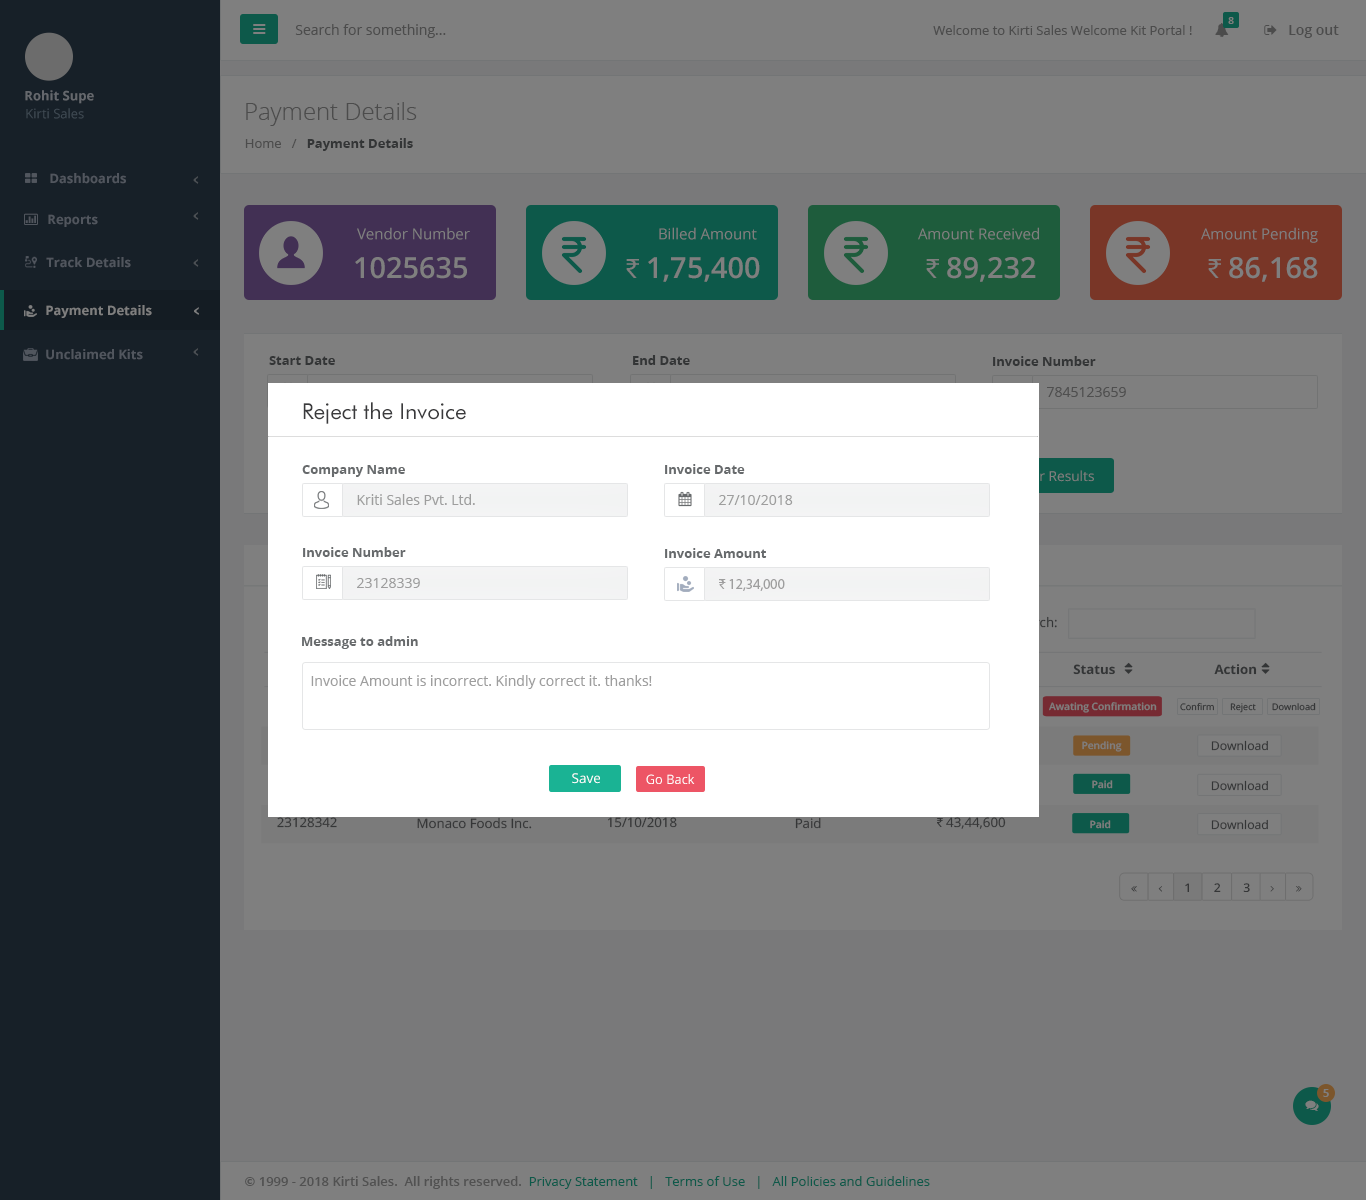 Search for something...
Welcome to Kirti Sales Welcome Kit Portal !
8
Log out
Rohit Supe
Kirti Sales
Dashboards
Reports
Track Details
Payment Details
Unclaimed Kits
Payment Details
Home / Payment Details
Vendor Number
1025635
Billed Amount
₹ 1,75,400
Amount Received
₹ 89,232
Amount Pending
₹ 86,168
Start Date
End Date
Invoice Number
7845123659
r Results
Reject the Invoice
Company Name
Kriti Sales Pvt. Ltd.
Invoice Date
27/10/2018
Invoice Number
23128339
Invoice Amount
₹ 12,34,000
Message to admin
Invoice Amount is incorrect. Kindly correct it. thanks!
Save
Go Back
ch:
Status Action
Awating Confirmation Confirm Reject Download
Pending Download
Paid Download
23128342 Monaco Foods Inc. 15/10/2018 Paid ₹ 43,44,600 Paid Download
« ‹ 1 2 3 › »
5
© 1999 - 2018 Kirti Sales. All rights reserved. Privacy Statement | Terms of Use | All Policies and Guidelines